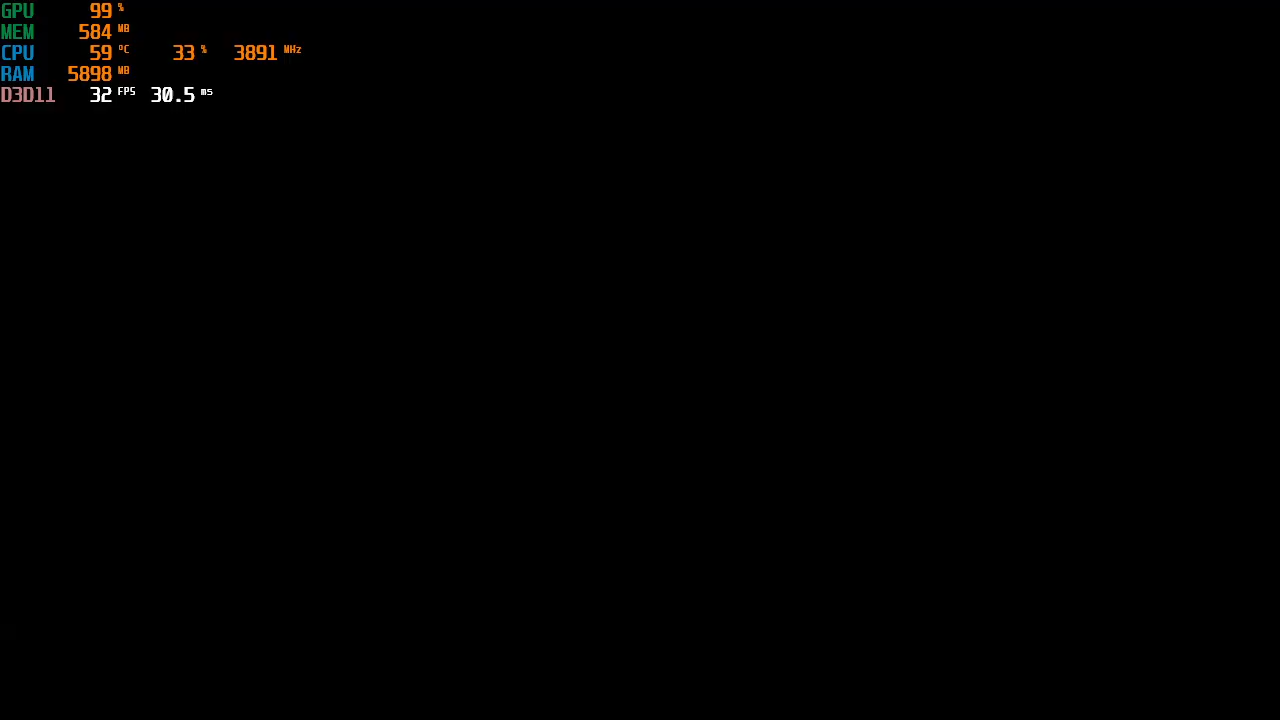 GPU 99 %
MEM 584 MB
CPU 59 °C 33 % 3891 MHz
RAM 5898 MB
D3D11 32 FPS 30.5 ms